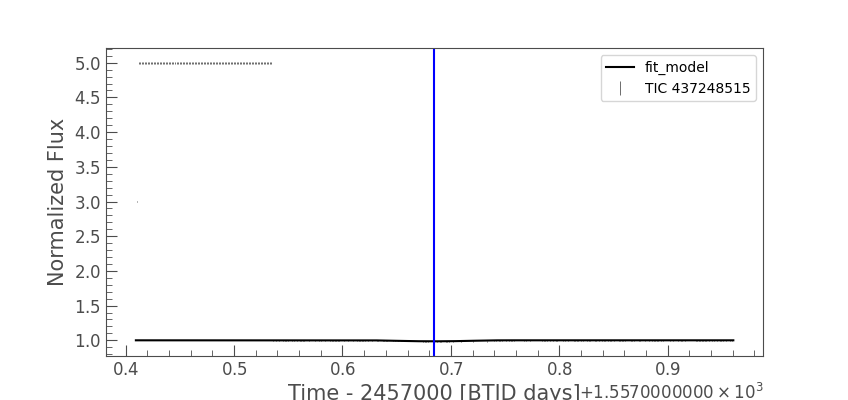 fit_model
TIC 437248515
Normalized Flux
5.0
4.5
4.0
3.5
3.0
2.5
2.0
1.5
1.0
0.4 0.5 0.6 0.7 0.8 0.9
Time - 2457000 [BTJD days]
+1.5570000000 × 10³